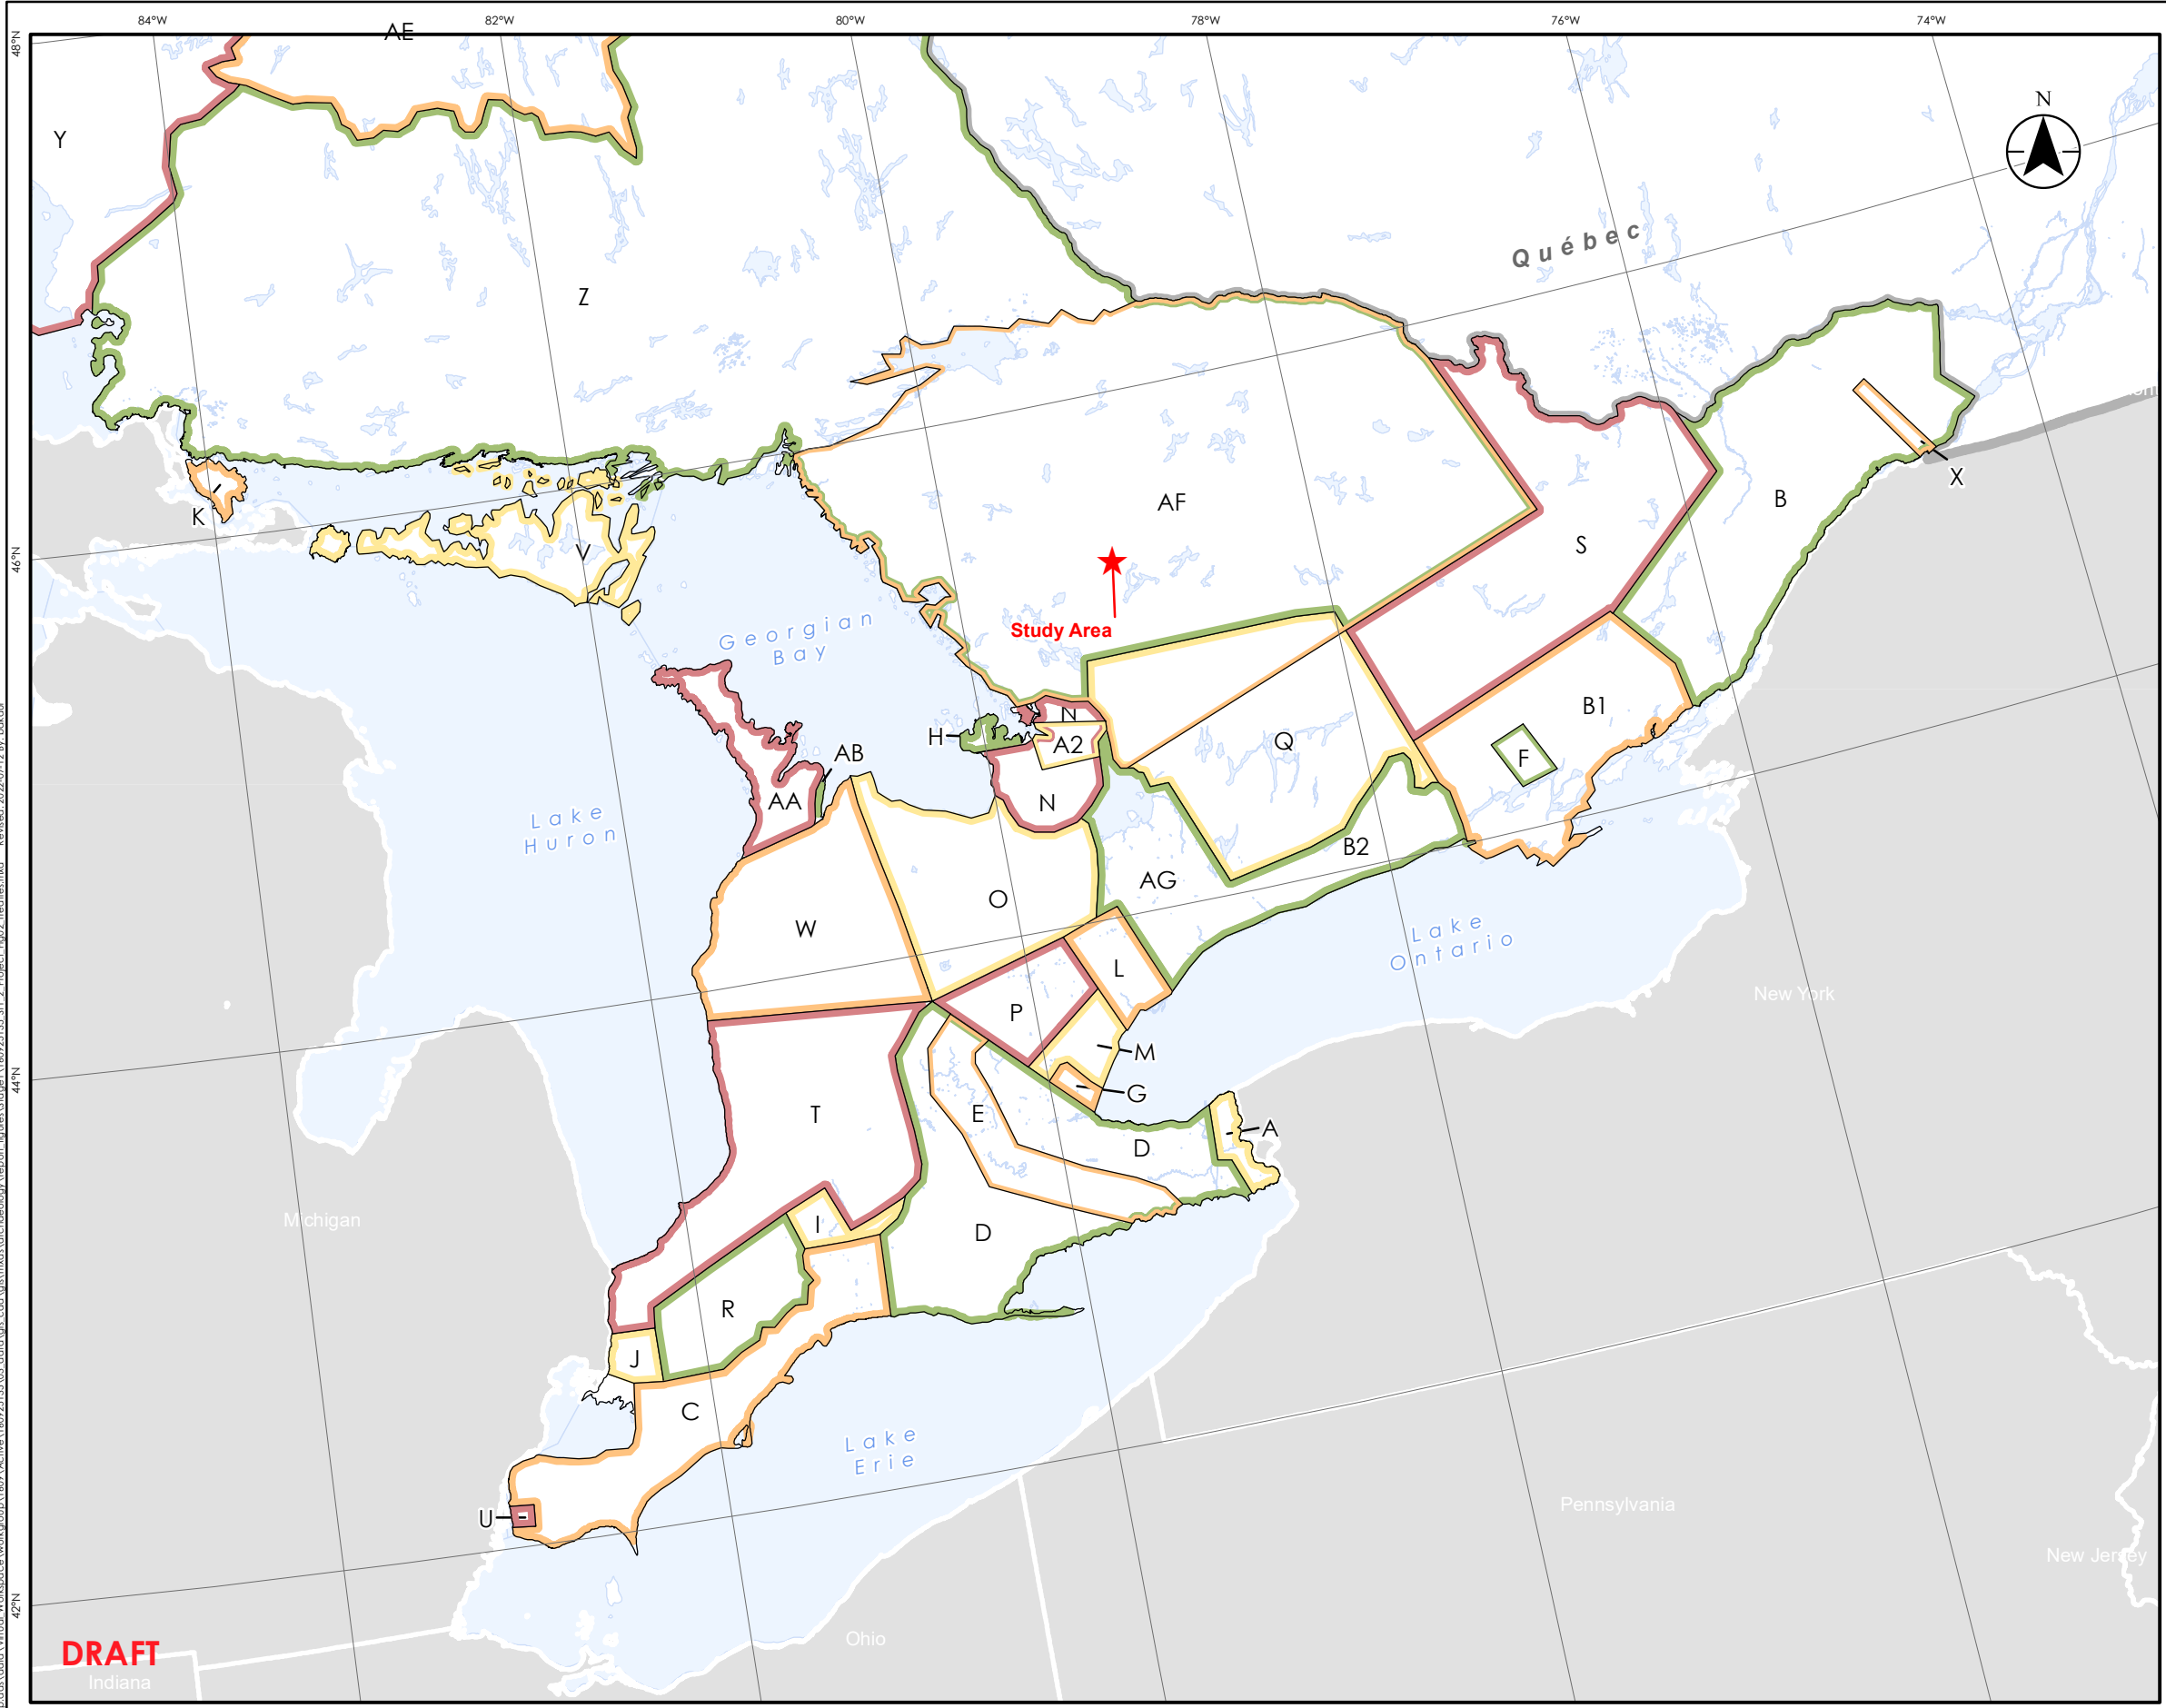 84°W
82°W
80°W
78°W
76°W
74°W
48°N
AE
Y
N
Québec
Z
AF
K
V
S
B
X
46°N
Georgian
Bay
Study Area
N
H
A2
AB
Q
B1
F
AA
N
Lake
Huron
B2
AG
O
W
Lake
Ontario
L
New York
P
M
44°N
G
E
T
A
D
Michigan
I
D
R
J
C
Lake
Erie
U
Pennsylvania
New Jersey
42°N
Ohio
DRAFT
Indiana